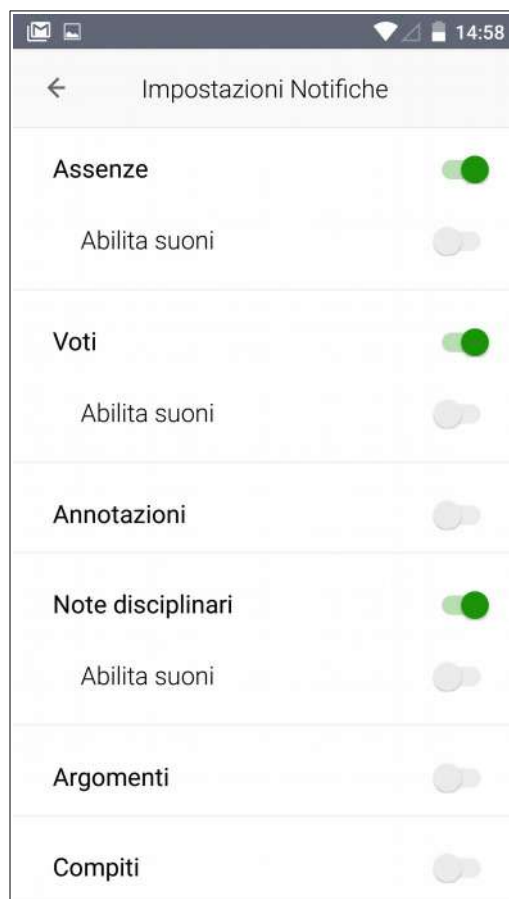 14:58
Impostazioni Notifiche
Assenze
Abilita suoni
Voti
Abilita suoni
Annotazioni
Note disciplinari
Abilita suoni
Argomenti
Compiti